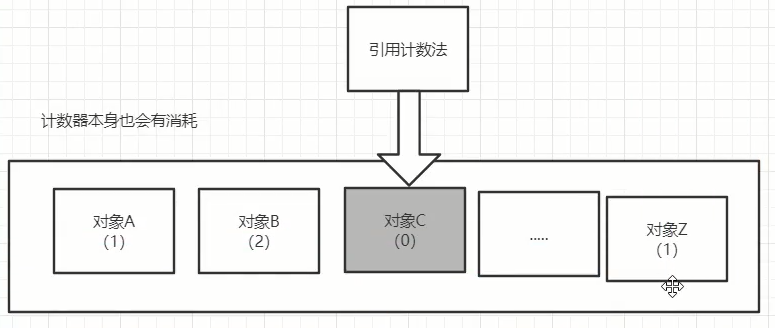 引用计数法
计数器本身也会有消耗
对象A
（1）
对象B
（2）
对象C
（0）
.....
对象Z
（1）